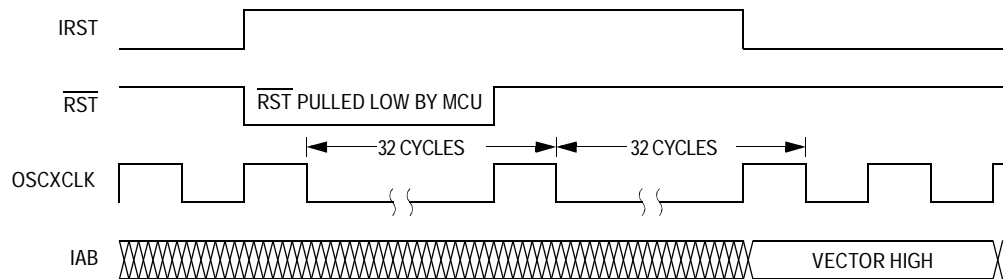 IRST
RST
RST PULLED LOW BY MCU
32 CYCLES
32 CYCLES
OSCXCLK
IAB
VECTOR HIGH